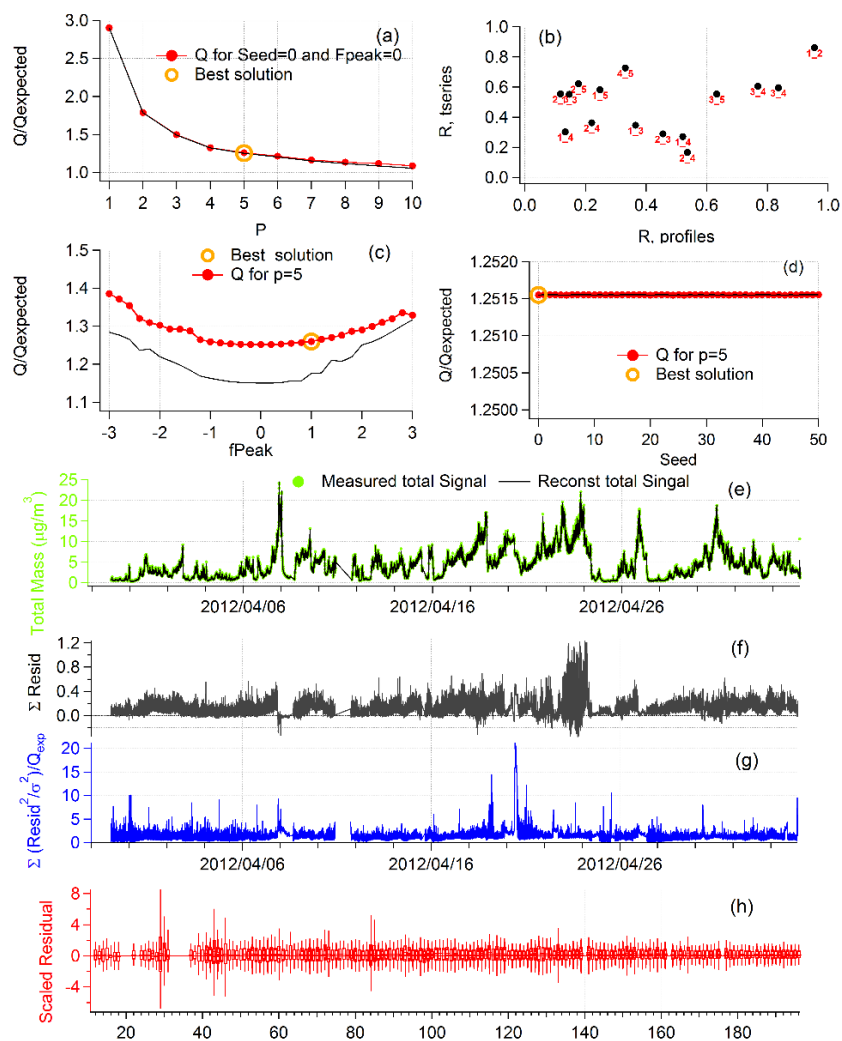 (a)
Q/Qexpected
3.0
2.5
2.0
1.5
1.0
Q for Seed=0 and Fpeak=0
Best solution
1 2 3 4 5 6 7 8 9 10
P
(b)
R, tseries
1.0
0.8
0.6
0.4
0.2
0.0
1_2
4_5
2_5
1_5
3_5
3_4
3_4
1_4
2_4
1_3
2_3
1_4
2_4
0.0 0.2 0.4 0.6 0.8 1.0
R, profiles
(c)
Q/Qexpected
1.5
1.4
1.3
1.2
1.1
Best solution
Q for p=5
-3 -2 -1 0 1 2 3
fPeak
(d)
Q/Qexpected
1.2520
1.2515
1.2510
1.2505
1.2500
Q for p=5
Best solution
0 10 20 30 40 50
Seed
Measured total Signal Reconst total Singal (e)
Total Mass (μg/m³)
25
20
15
10
5
0
2012/04/06 2012/04/16 2012/04/26
(f)
Σ Resid
1.2
0.8
0.4
0.0
(g)
Σ (Resid²/σ²)/Qexp
20
15
10
5
0
2012/04/06 2012/04/16 2012/04/26
(h)
Scaled Residual
8
4
0
-4
20 40 60 80 100 120 140 160 180